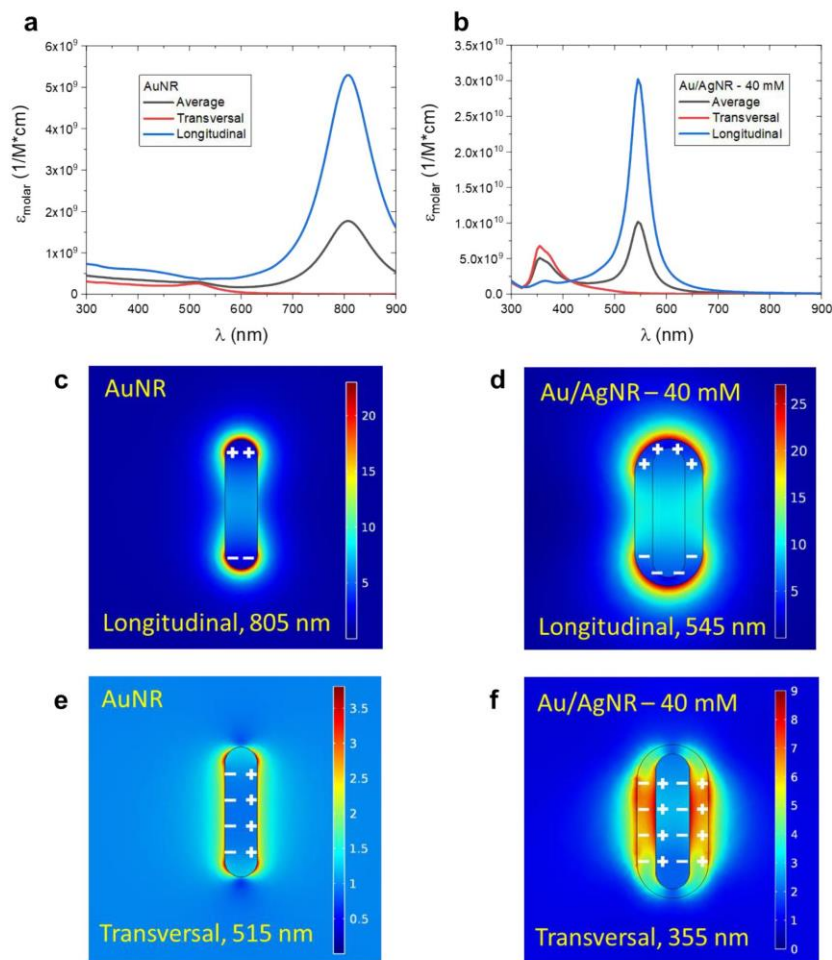 a
6x10⁹
5x10⁹
4x10⁹
3x10⁹
2x10⁹
1x10⁹
0
εmolar (1/M*cm)
AuNR
Average
Transversal
Longitudinal
300 400 500 600 700 800 900
λ (nm)
b
3.5x10¹⁰
3.0x10¹⁰
2.5x10¹⁰
2.0x10¹⁰
1.5x10¹⁰
1.0x10¹⁰
5.0x10⁹
0.0
εmolar (1/M*cm)
Au/AgNR - 40 mM
Average
Transversal
Longitudinal
300 400 500 600 700 800 900
λ (nm)
c
AuNR
+ +
− −
20
15
10
5
Longitudinal, 805 nm
d
Au/AgNR – 40 mM
+ + + +
− − − −
25
20
15
10
5
Longitudinal, 545 nm
e
AuNR
− +
− +
− +
− +
3.5
3
2.5
2
1.5
1
0.5
Transversal, 515 nm
f
Au/AgNR – 40 mM
− + − +
− + − +
− + − +
− + − +
9
8
7
6
5
4
3
2
1
0
Transversal, 355 nm